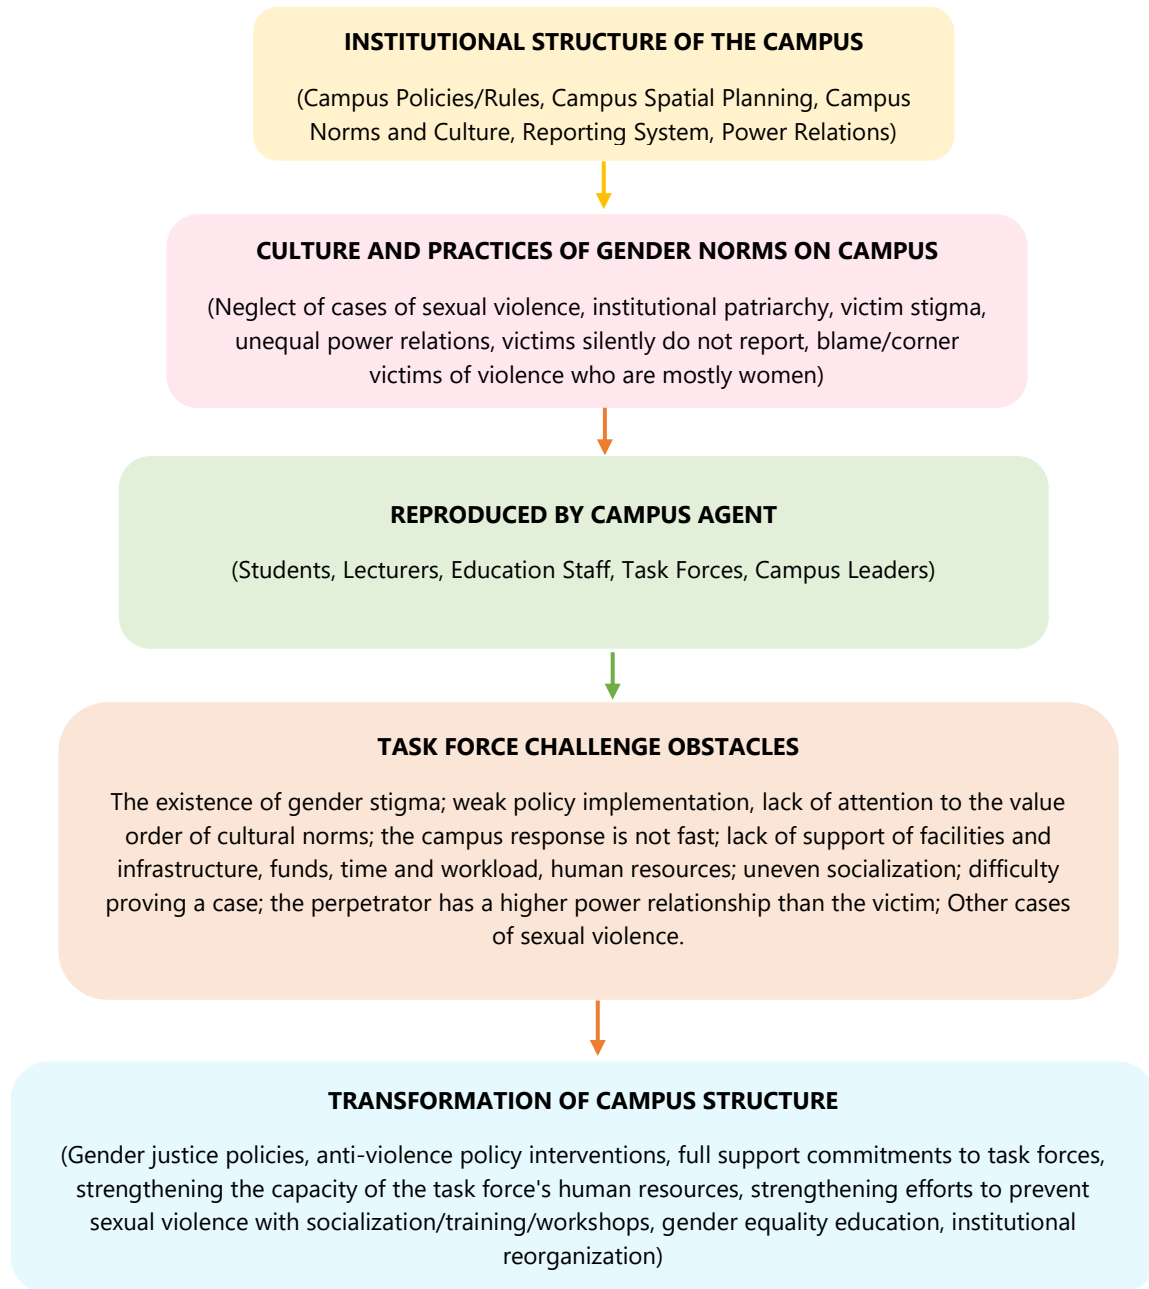 INSTITUTIONAL STRUCTURE OF THE CAMPUS
(Campus Policies/Rules, Campus Spatial Planning, Campus
Norms and Culture, Reporting System, Power Relations)
CULTURE AND PRACTICES OF GENDER NORMS ON CAMPUS
(Neglect of cases of sexual violence, institutional patriarchy, victim stigma,
unequal power relations, victims silently do not report, blame/corner
victims of violence who are mostly women)
REPRODUCED BY CAMPUS AGENT
(Students, Lecturers, Education Staff, Task Forces, Campus Leaders)
TASK FORCE CHALLENGE OBSTACLES
The existence of gender stigma; weak policy implementation, lack of attention to the value
order of cultural norms; the campus response is not fast; lack of support of facilities and
infrastructure, funds, time and workload, human resources; uneven socialization; difficulty
proving a case; the perpetrator has a higher power relationship than the victim; Other cases
of sexual violence.
TRANSFORMATION OF CAMPUS STRUCTURE
(Gender justice policies, anti-violence policy interventions, full support commitments to task forces,
strengthening the capacity of the task force's human resources, strengthening efforts to prevent
sexual violence with socialization/training/workshops, gender equality education, institutional
reorganization)